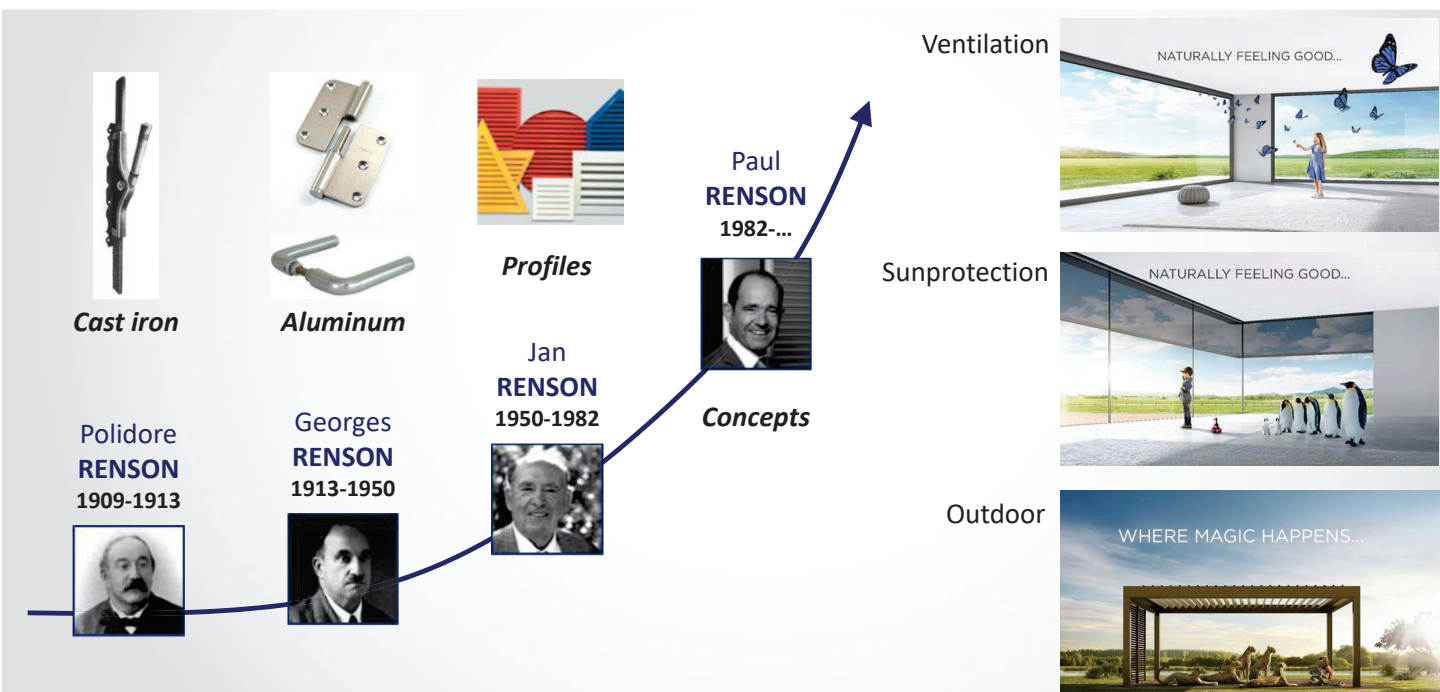 Cast iron
Polidore
RENSON
1909-1913
Aluminum
Georges
RENSON
1913-1950
Profiles
Jan
RENSON
1950-1982
Paul
RENSON
1982-...
Concepts
Ventilation
NATURALLY FEELING GOOD...
Sunprotection
NATURALLY FEELING GOOD...
Outdoor
WHERE MAGIC HAPPENS...